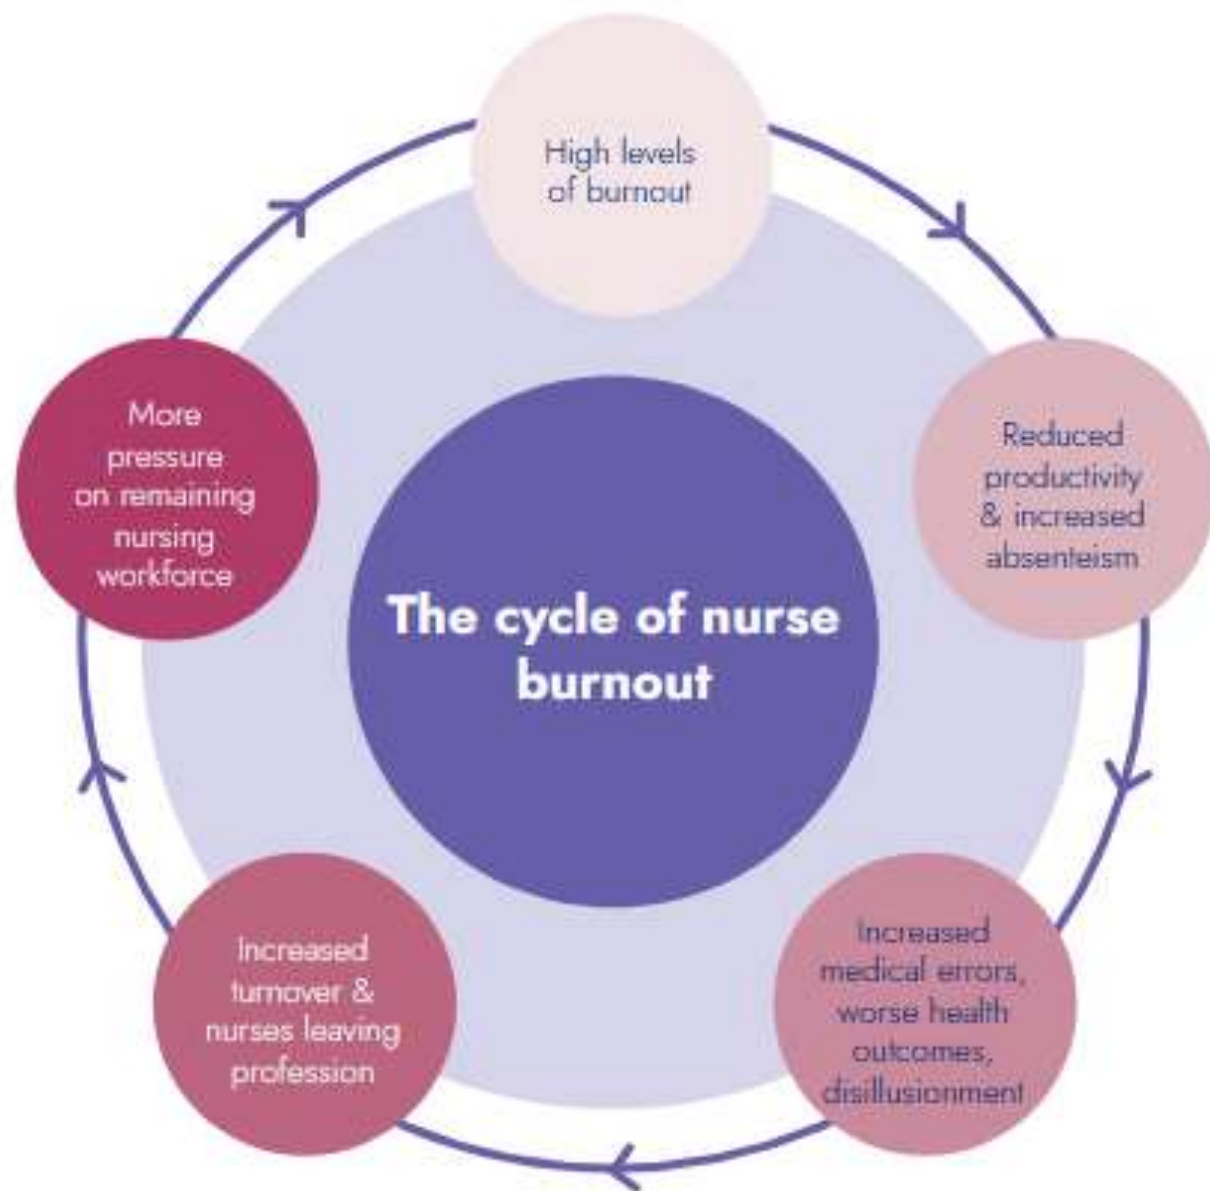 High levels
of burnout
Reduced
productivity
& increased
absenteism
Increased
medical errors,
worse health
outcomes,
disillusionment
Increased
turnover &
nurses leaving
profession
More
pressure
on remaining
nursing
workforce
The cycle of nurse
burnout